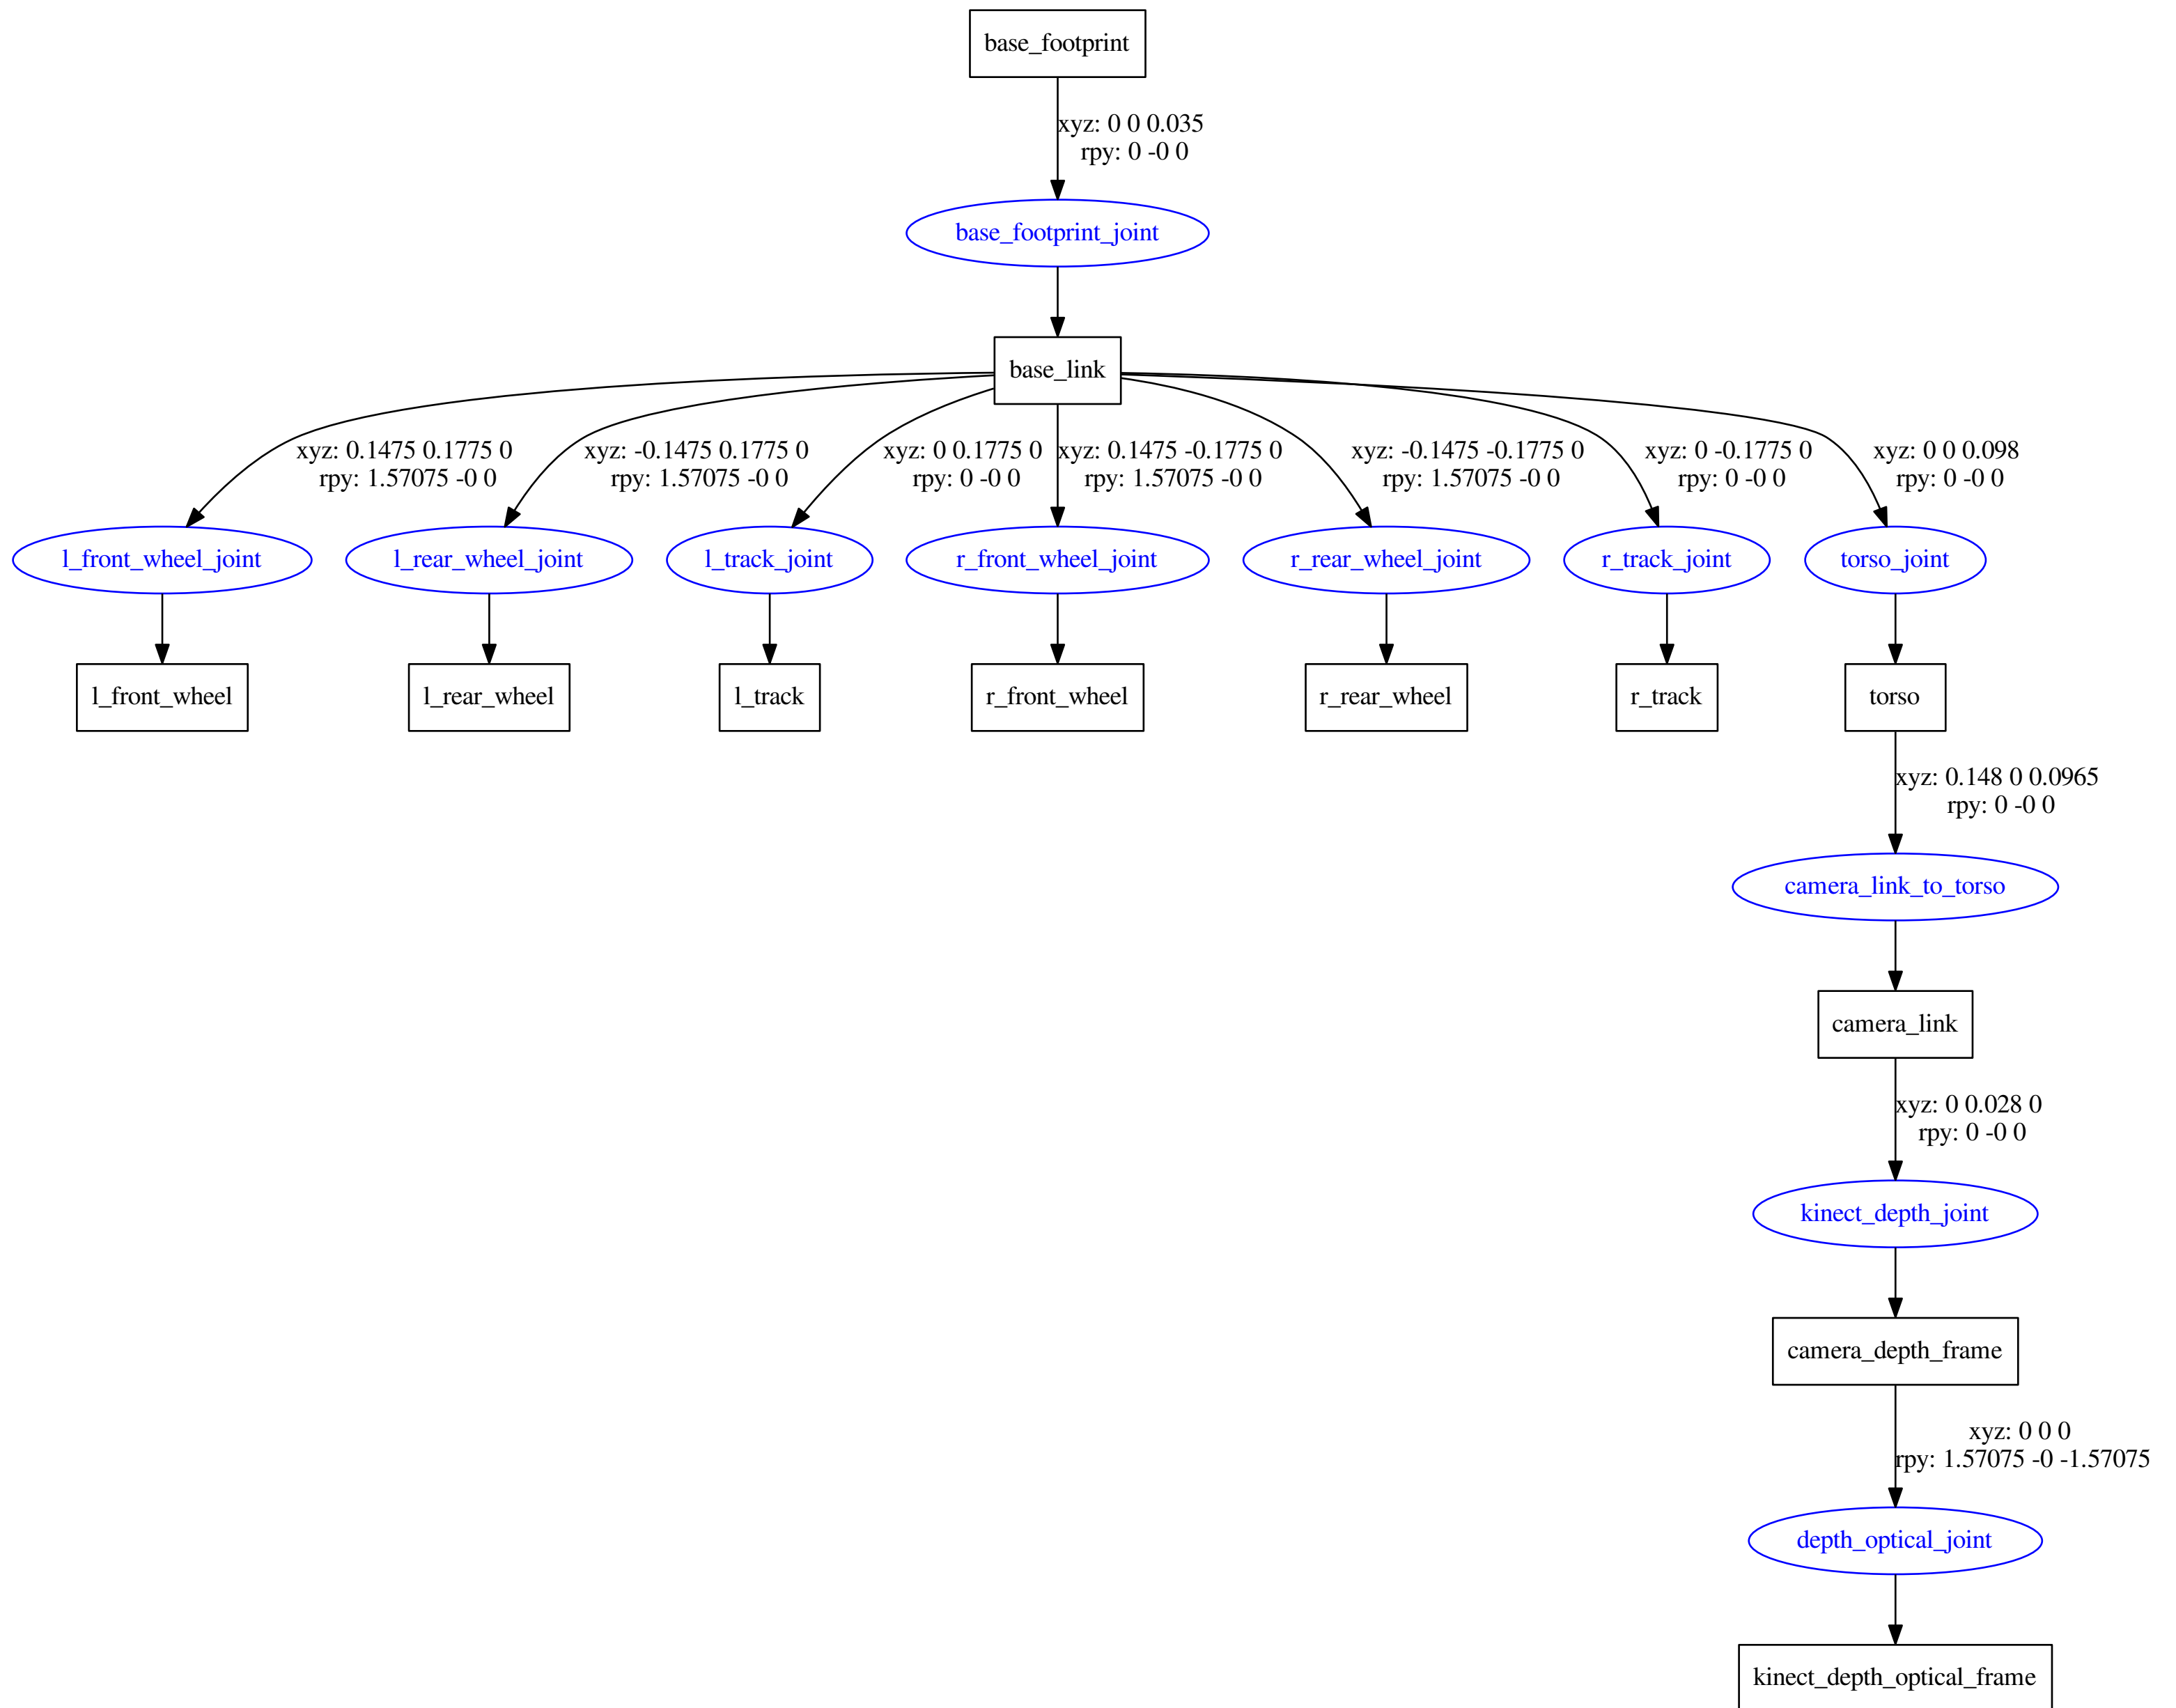 base_footprint
xyz: 0 0 0.035
rpy: 0 -0 0
base_footprint_joint
base_link
xyz: 0.1475 0.1775 0
rpy: 1.57075 -0 0
xyz: -0.1475 0.1775 0
rpy: 1.57075 -0 0
xyz: 0 0.1775 0
rpy: 0 -0 0
xyz: 0.1475 -0.1775 0
rpy: 1.57075 -0 0
xyz: -0.1475 -0.1775 0
rpy: 1.57075 -0 0
xyz: 0 -0.1775 0
rpy: 0 -0 0
xyz: 0 0 0.098
rpy: 0 -0 0
l_front_wheel_joint
l_rear_wheel_joint
l_track_joint
r_front_wheel_joint
r_rear_wheel_joint
r_track_joint
torso_joint
l_front_wheel
l_rear_wheel
l_track
r_front_wheel
r_rear_wheel
r_track
torso
xyz: 0.148 0 0.0965
rpy: 0 -0 0
camera_link_to_torso
camera_link
xyz: 0 0.028 0
rpy: 0 -0 0
kinect_depth_joint
camera_depth_frame
xyz: 0 0 0
rpy: 1.57075 -0 -1.57075
depth_optical_joint
kinect_depth_optical_frame